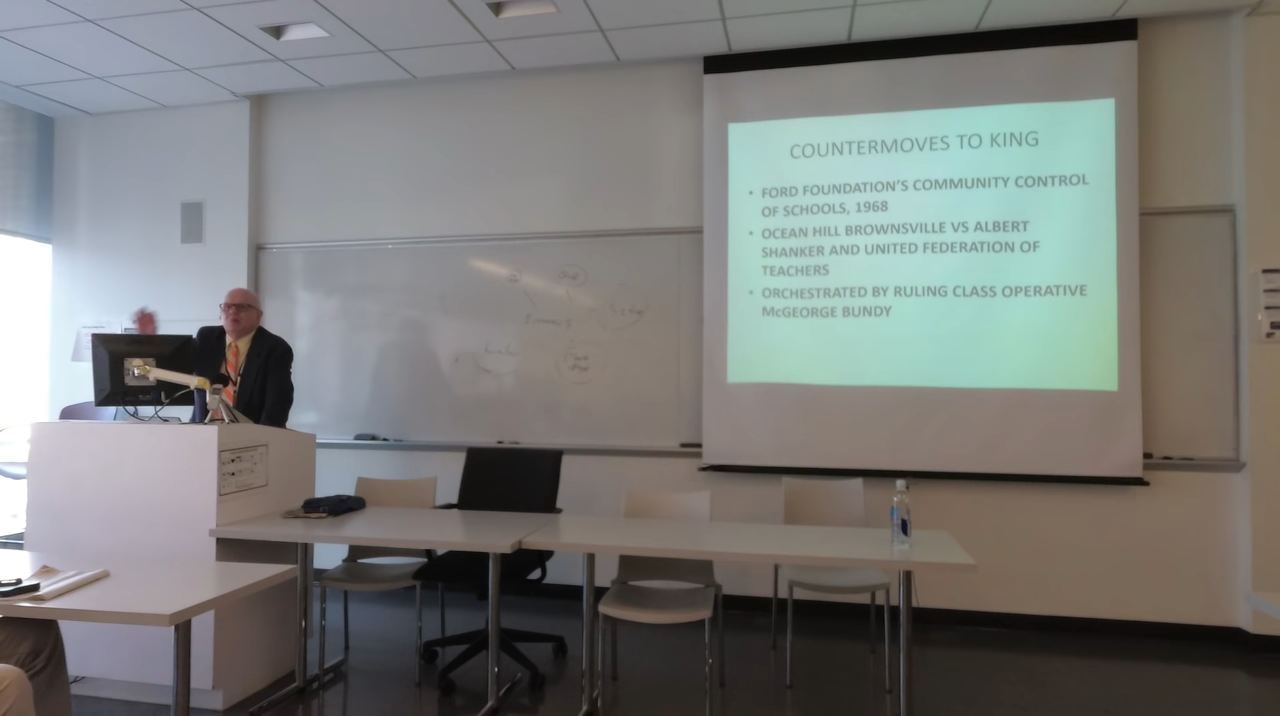 COUNTERMOVES TO KING
• FORD FOUNDATION'S COMMUNITY CONTROL
OF SCHOOLS, 1968
• OCEAN HILL BROWNSVILLE VS ALBERT
SHANKER AND UNITED FEDERATION OF
TEACHERS
• ORCHESTRATED BY RULING CLASS OPERATIVE
McGEORGE BUNDY